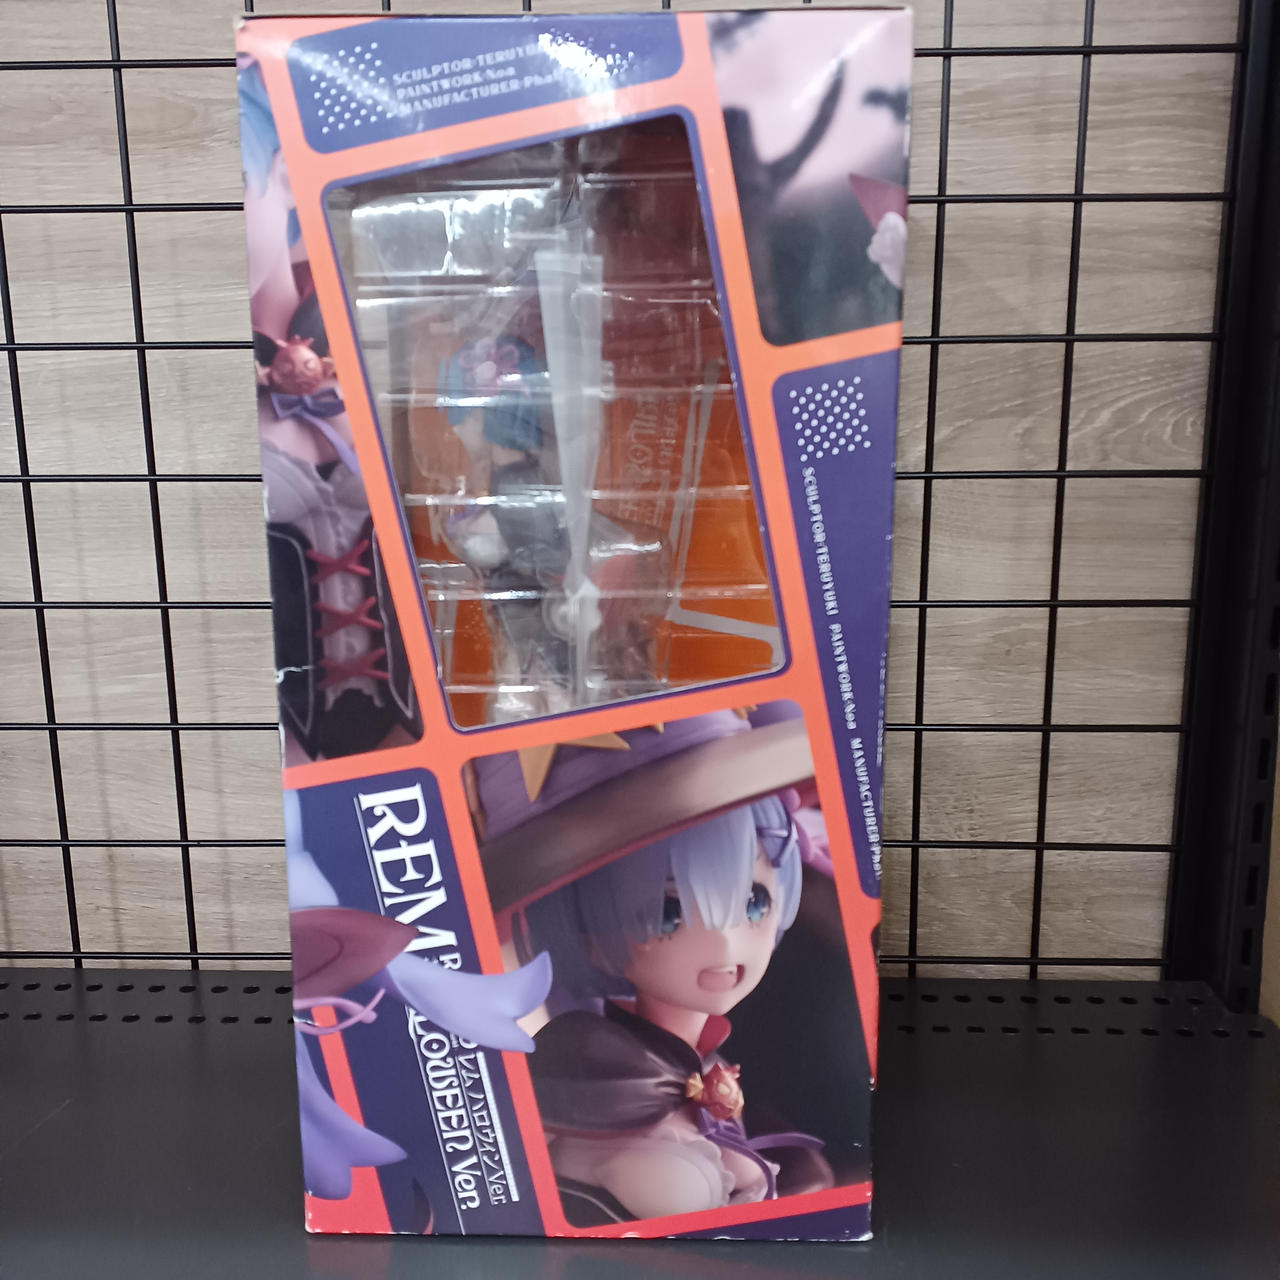 SCULPTOR·TERUYU
PAINTWORK·Noa
MANUFACTURER·Phat
SCULPTOR·TERUYUKI PAINTWORK·Noa MANUFACTURER·Phat
REM
レム ハロウィンVer.
Ver.